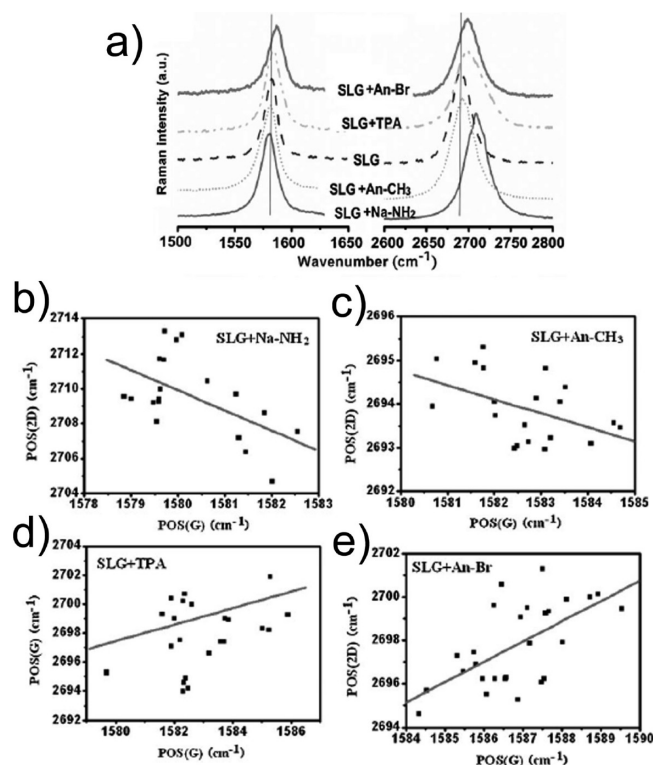 a)
Raman Intensity (a.u.)
SLG+An-Br
SLG+TPA
SLG
SLG+An-CH₃
SLG+Na-NH₂
1500 1550 1600 1650 2600 2650 2700 2750 2800
Wavenumber(cm⁻¹)
b)
SLG+Na-NH₂
POS(2D) (cm⁻¹)
2714
2712
2710
2708
2706
2704
1578 1579 1580 1581 1582 1583
POS(G) (cm⁻¹)
c)
SLG+An-CH₃
POS(2D) (cm⁻¹)
2696
2695
2694
2693
2692
1580 1581 1582 1583 1584 1585
POS(G) (cm⁻¹)
d)
SLG+TPA
POS(G) (cm⁻¹)
2704
2702
2700
2698
2696
2694
2692
1580 1582 1584 1586
POS(G) (cm⁻¹)
e)
SLG+An-Br
POS(2D) (cm⁻¹)
2702
2700
2698
2696
2694
1584 1585 1586 1587 1588 1589 1590
POS(G) (cm⁻¹)